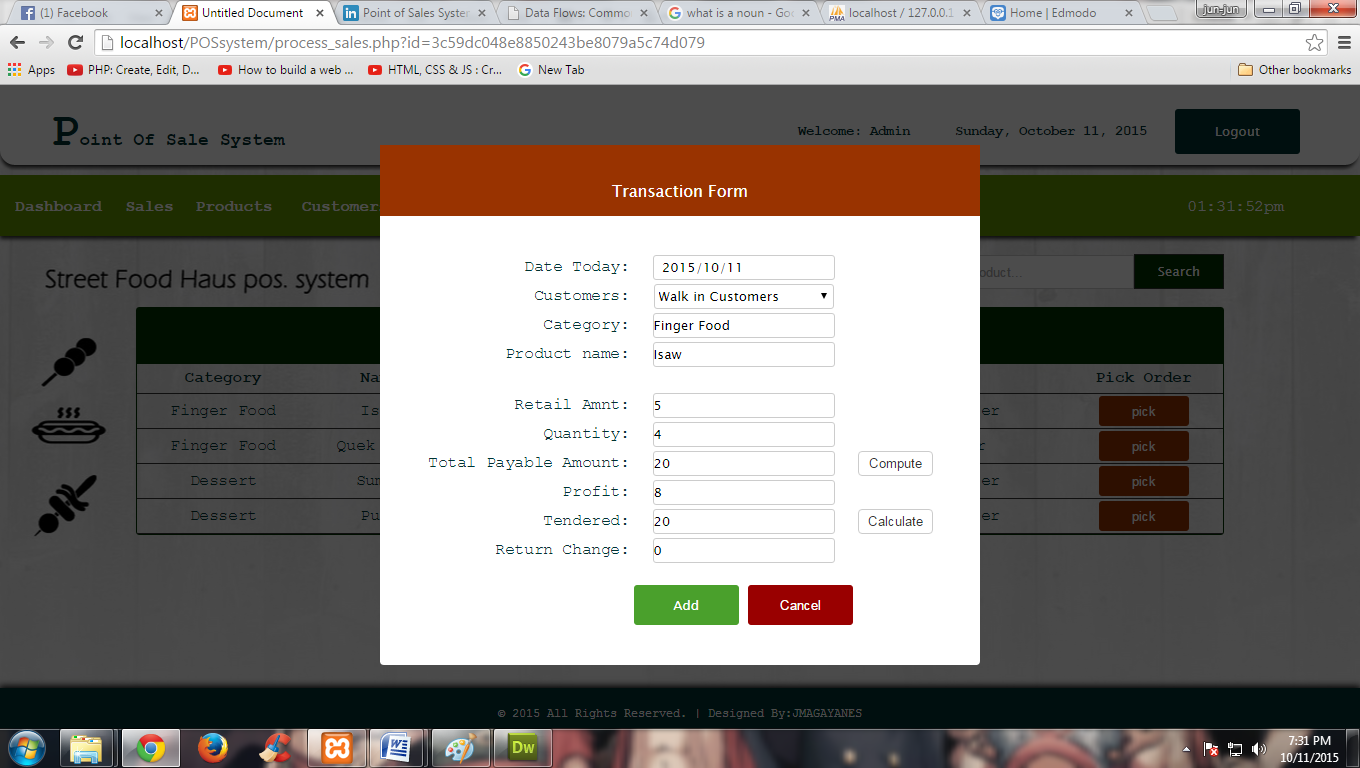 (1) Facebook
Untitled Document
Point of Sales Syste
Data Flows: Commo
what is a noun - Goo
localhost / 127.0.0.1
Home | Edmodo
jun-jun
localhost/POSsystem/process_sales.php?id=3c59dc048e8850243be8079a5c74d079
Apps
PHP: Create, Edit, D...
How to build a web ...
HTML, CSS & JS : Cr...
New Tab
Other bookmarks
Point Of Sale System
Welcome: Admin
Sunday, October 11, 2015
Logout
Transaction Form
Dashboard Sales Products Customer
01:31:52pm
Street Food Haus pos. system
oduct...
Search
Date Today: 2015/10/11
Customers: Walk in Customers
Category: Finger Food
Product name: Isaw
Retail Amnt: 5
Quantity: 4
Total Payable Amount: 20 Compute
Profit: 8
Tendered: 20 Calculate
Return Change: 0
Add Cancel
Category Na Pick Order
Finger Food Is er pick
Finger Food Quek r pick
Dessert Sun er pick
Dessert Pu er pick
© 2015 All Rights Reserved. | Designed By:JMAGAYANES
PMA
Dw
7:31 PM
10/11/2015